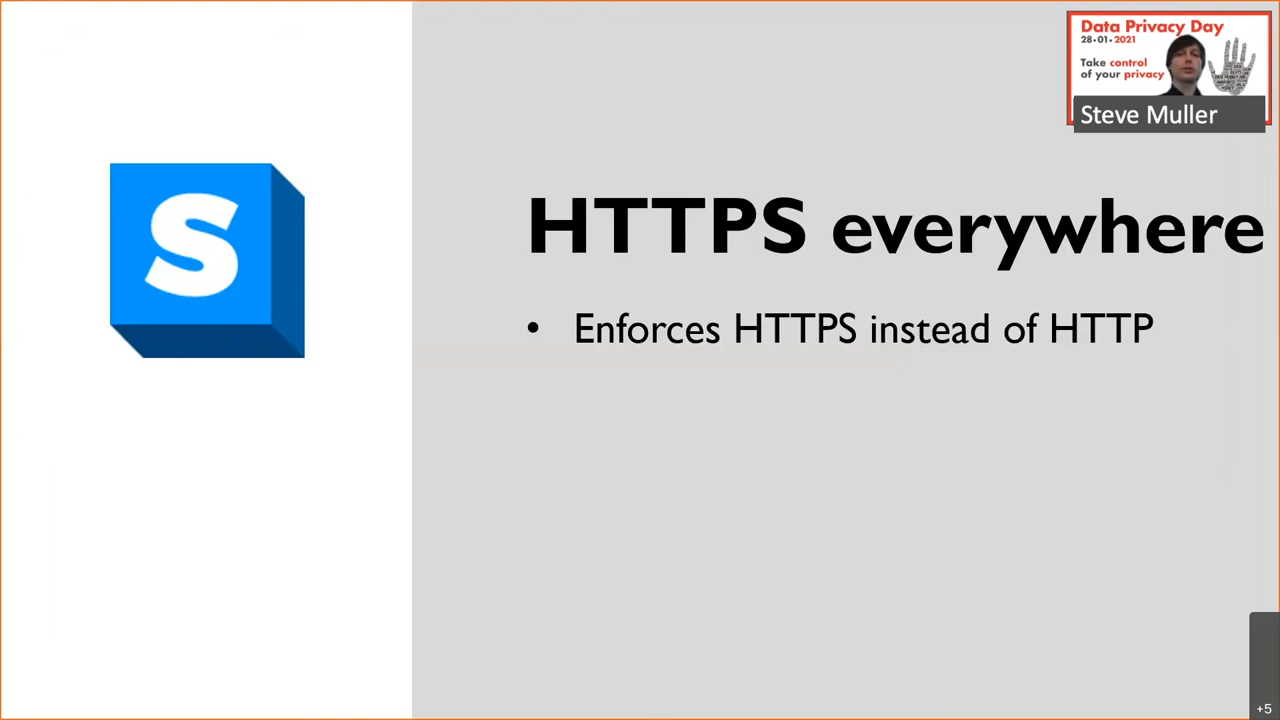 Data Privacy Day
28•01•2021
Take control
of your privacy
Steve Muller
S
HTTPS everywhere
• Enforces HTTPS instead of HTTP
+5